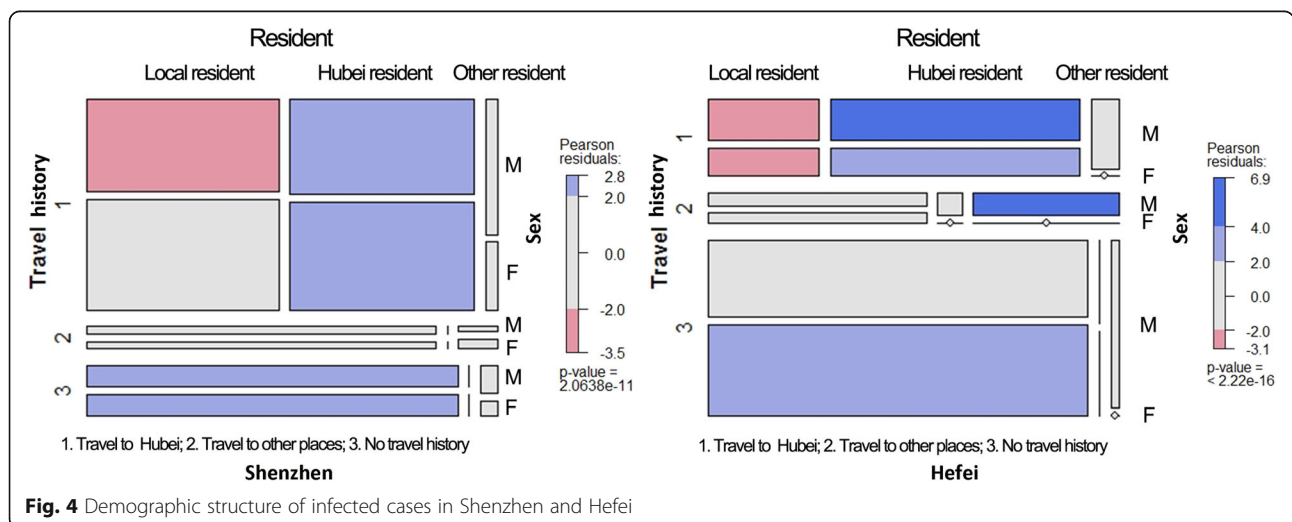 Resident
Local resident Hubei resident Other resident
Travel history
1
2
3
M
F
M
F
M
F
Sex
Pearson
residuals:
2.8
2.0
0.0
-2.0
-3.5
p-value =
2.0638e-11
1. Travel to Hubei; 2. Travel to other places; 3. No travel history
Shenzhen
Resident
Local resident Hubei resident Other resident
Travel history
1
2
3
M
F
M
F
M
F
Sex
Pearson
residuals:
6.9
4.0
2.0
0.0
-2.0
-3.1
p-value =
< 2.22e-16
1. Travel to Hubei; 2. Travel to other places; 3. No travel history
Hefei
Fig. 4 Demographic structure of infected cases in Shenzhen and Hefei